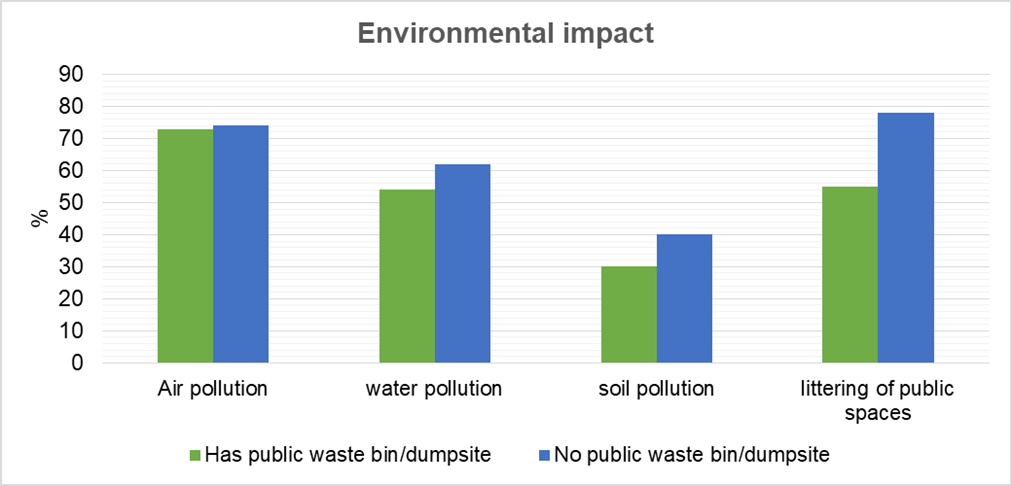 Environmental impact
90
80
70
60
50
40
30
20
10
0
%
Air pollution
water pollution
soil pollution
littering of public
spaces
Has public waste bin/dumpsite
No public waste bin/dumpsite